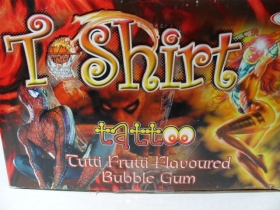 T Shirt
tattoo
Tutti Frutti Flavoured
Bubble Gum